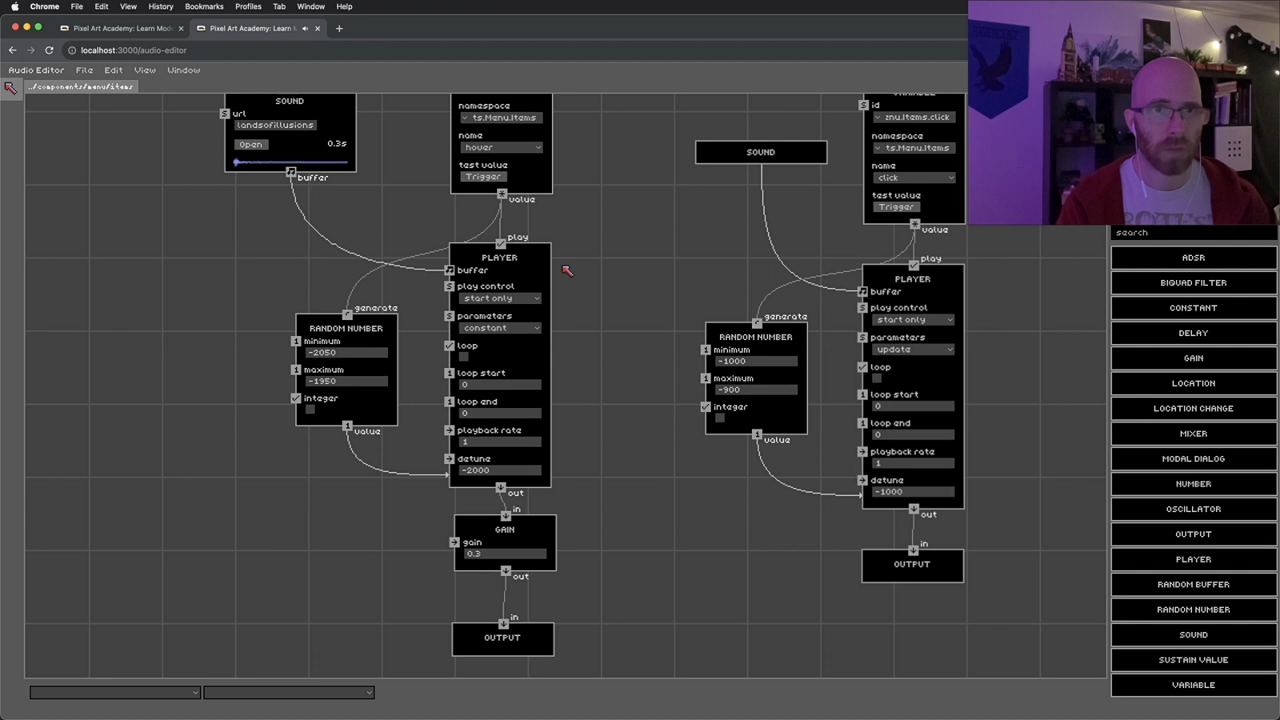 Chrome File Edit View History Bookmarks Profiles Tab Window Help
Pixel Art Academy: Learn Mo
Pixel Art Academy: Learn
localhost:3000/audio-editor
Audio Editor File Edit View Window
../components/menu/items
SOUND
url
landsofillusions
Open 0.3s
buffer
namespace
ts.Menu.Items
name
hover
test value
Trigger
value
play
PLAYER
buffer
play control
start only
parameters
constant
loop
loop start
0
loop end
0
playback rate
1
detune
-2000
out
generate
RANDOM NUMBER
minimum
-2050
maximum
-1950
integer
value
in
GAIN
gain
0.3
out
in
OUTPUT
SOUND
id
enu.Items.click
namespace
ts.Menu.Items
name
click
test value
Trigger
value
play
PLAYER
buffer
play control
start only
parameters
update
loop
loop start
0
loop end
0
playback rate
1
detune
-1000
out
generate
RANDOM NUMBER
minimum
-1000
maximum
-900
integer
value
in
OUTPUT
search
ADSR
BIQUAD FILTER
CONSTANT
DELAY
GAIN
LOCATION
LOCATION CHANGE
MIXER
MODAL DIALOG
NUMBER
OSCILLATOR
OUTPUT
PLAYER
RANDOM BUFFER
RANDOM NUMBER
SOUND
SUSTAIN VALUE
VARIABLE